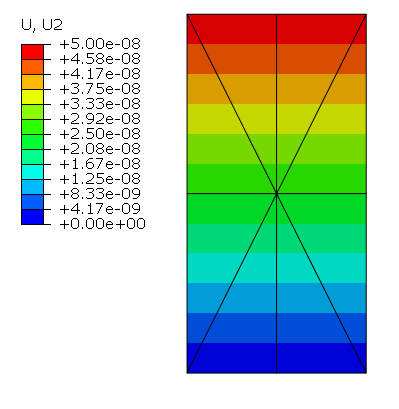 U, U2
+5.00e-08
+4.58e-08
+4.17e-08
+3.75e-08
+3.33e-08
+2.92e-08
+2.50e-08
+2.08e-08
+1.67e-08
+1.25e-08
+8.33e-09
+4.17e-09
+0.00e+00